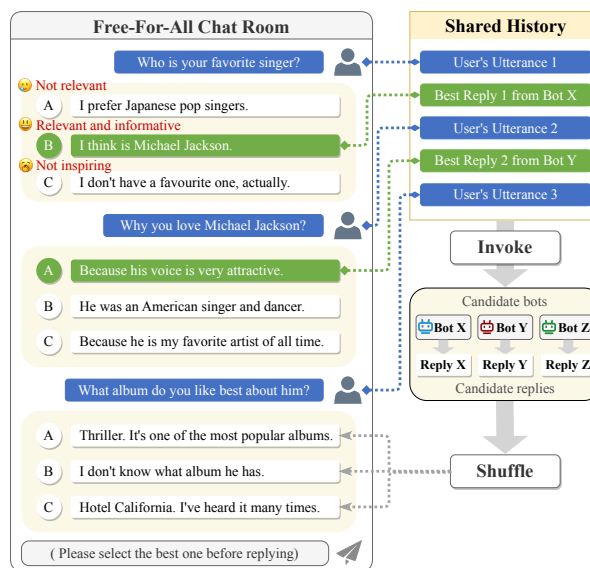 Free-For-All Chat Room
Who is your favorite singer?
Not relevant
A I prefer Japanese pop singers.
Relevant and informative
B I think is Michael Jackson.
Not inspiring
C I don't have a favourite one, actually.
Why you love Michael Jackson?
A Because his voice is very attractive.
B He was an American singer and dancer.
C Because he is my favorite artist of all time.
What album do you like best about him?
A Thriller. It's one of the most popular albums.
B I don't know what album he has.
C Hotel California. I've heard it many times.
( Please select the best one before replying)
Shared History
User's Utterance 1
Best Reply 1 from Bot X
User's Utterance 2
Best Reply 2 from Bot Y
User's Utterance 3
Invoke
Candidate bots
Bot X Bot Y Bot Z
Reply X Reply Y Reply Z
Candidate replies
Shuffle